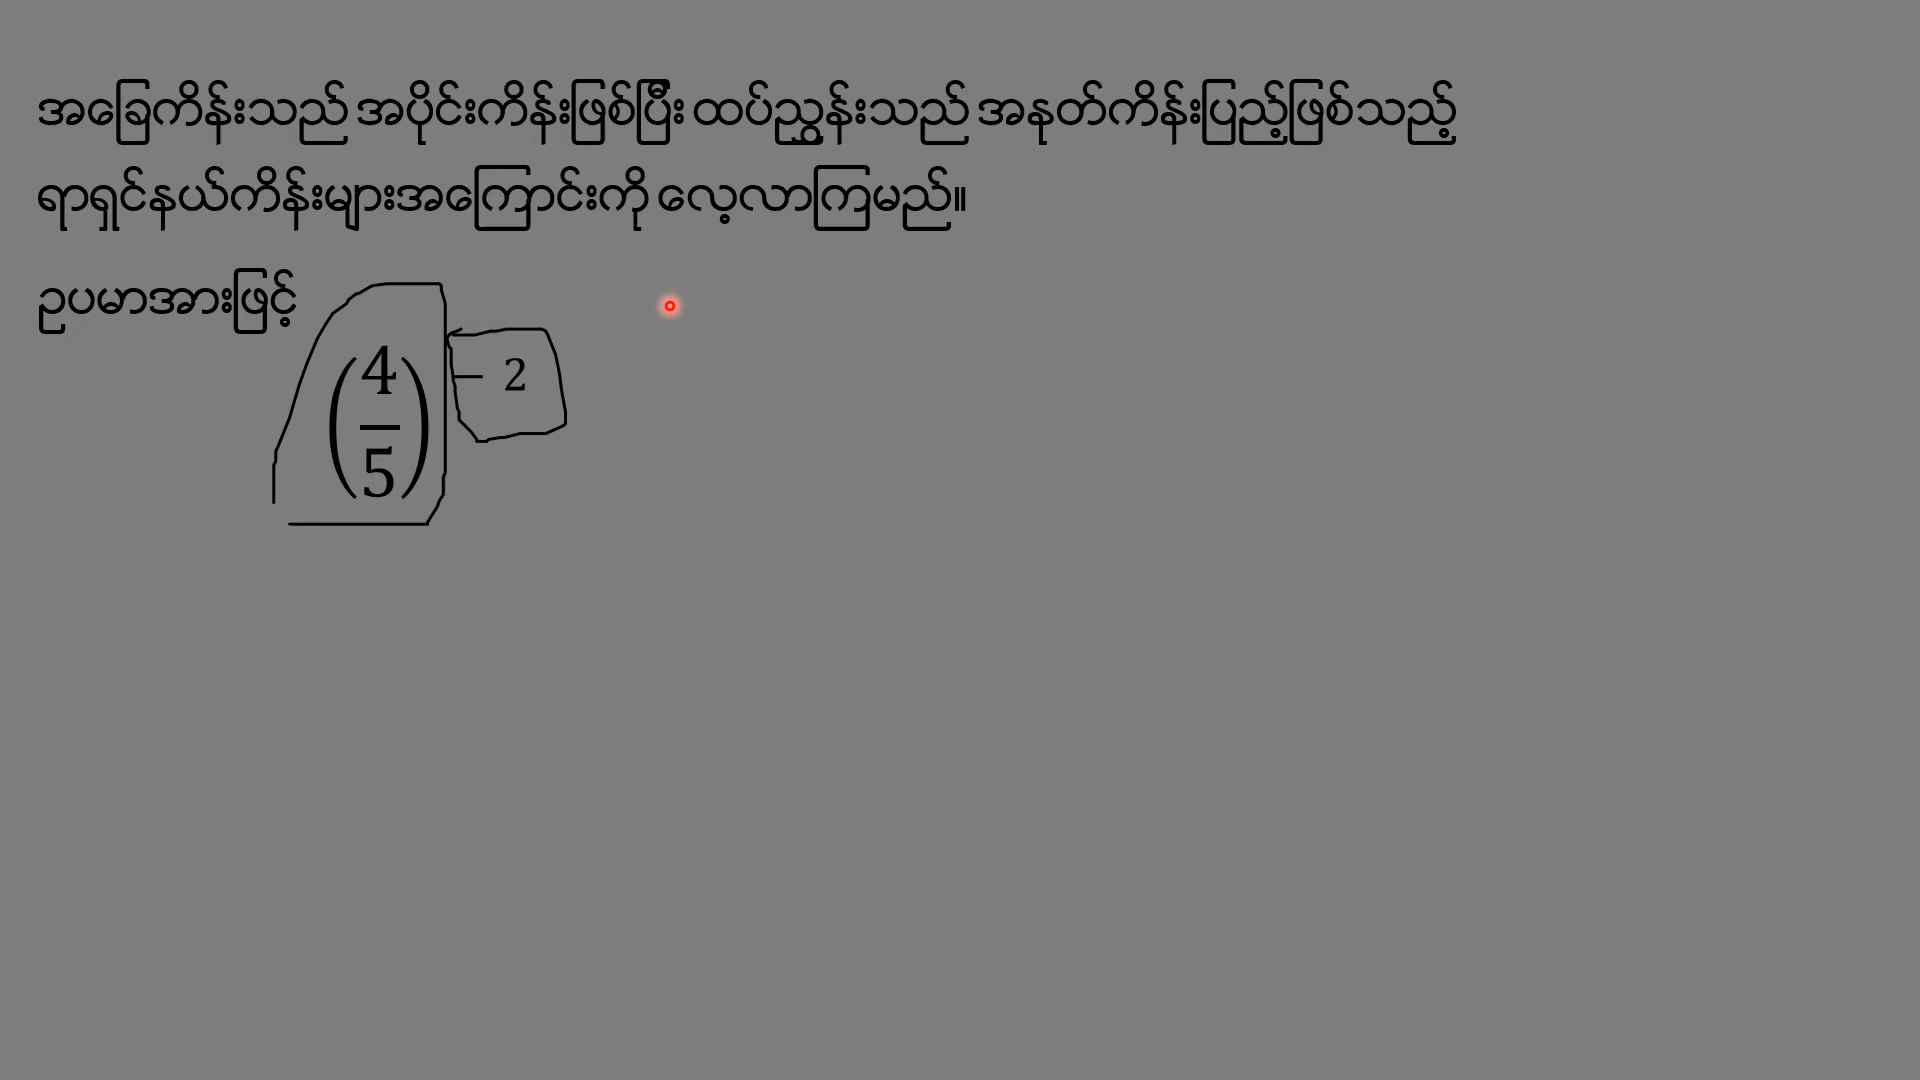 အခြေကိန်းသည် အပိုင်းကိန်းဖြစ်ပြီး ထပ်ညွှန်းသည် အနုတ်ကိန်းပြည့်ဖြစ်သည့်
ရာရှင်နယ်ကိန်းများအကြောင်းကို လေ့လာကြမည်။
ဥပမာအားဖြင့်
(4/5)^− 2